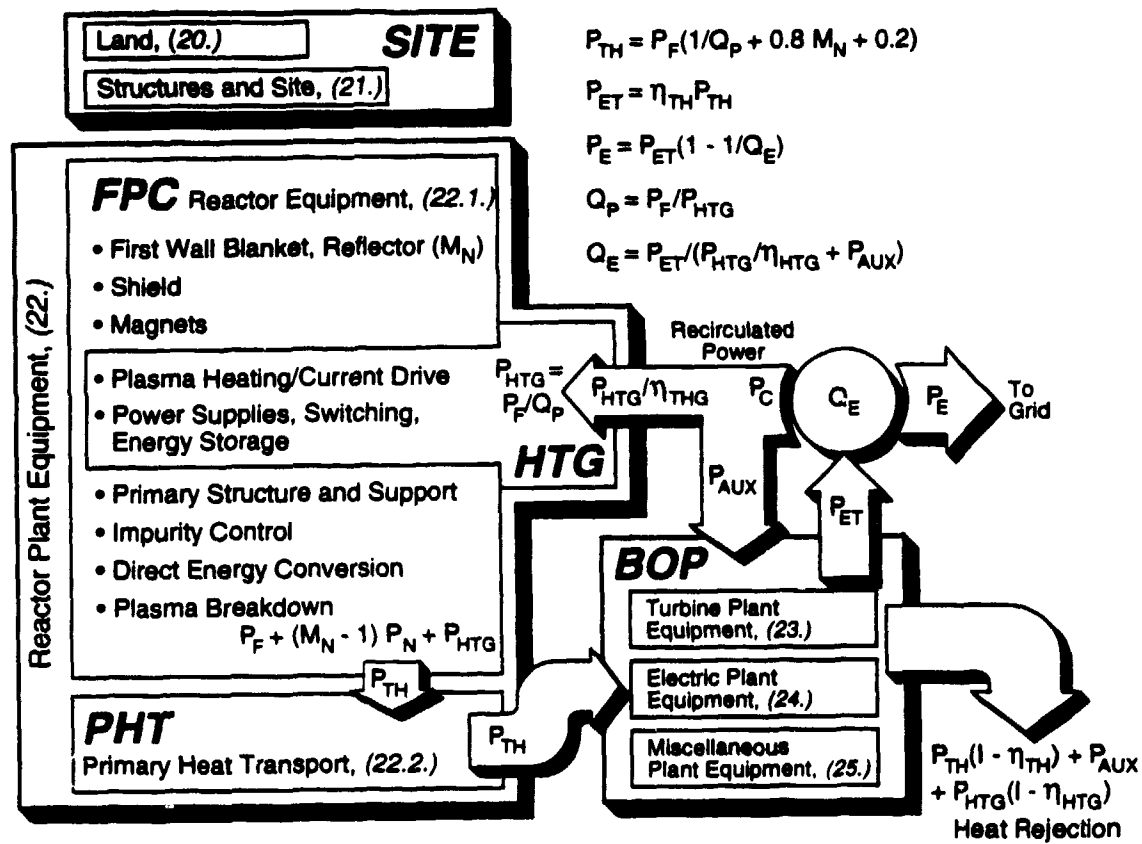 Land, (20.)
SITE
Structures and Site, (21.)
P_TH = P_F(1/Q_P + 0.8 M_N + 0.2)
P_ET = η_TH P_TH
P_E = P_ET(1 - 1/Q_E)
Q_P = P_F/P_HTG
Q_E = P_ET/(P_HTG/η_HTG + P_AUX)
Reactor Plant Equipment, (22.)
FPC Reactor Equipment, (22.1.)
• First Wall Blanket, Reflector (M_N)
• Shield
• Magnets
• Plasma Heating/Current Drive
• Power Supplies, Switching,
Energy Storage
HTG
• Primary Structure and Support
• Impurity Control
• Direct Energy Conversion
• Plasma Breakdown
P_F + (M_N - 1) P_N + P_HTG
P_TH
PHT
Primary Heat Transport, (22.2.)
P_TH
P_HTG =
P_F/Q_P
P_HTG/η_THG
Recirculated
Power
P_C
Q_E
P_E
To
Grid
P_AUX
P_ET
BOP
Turbine Plant
Equipment, (23.)
Electric Plant
Equipment, (24.)
Miscellaneous
Plant Equipment, (25.)
P_TH(I - η_TH) + P_AUX
+ P_HTG(I - η_HTG)
Heat Rejection